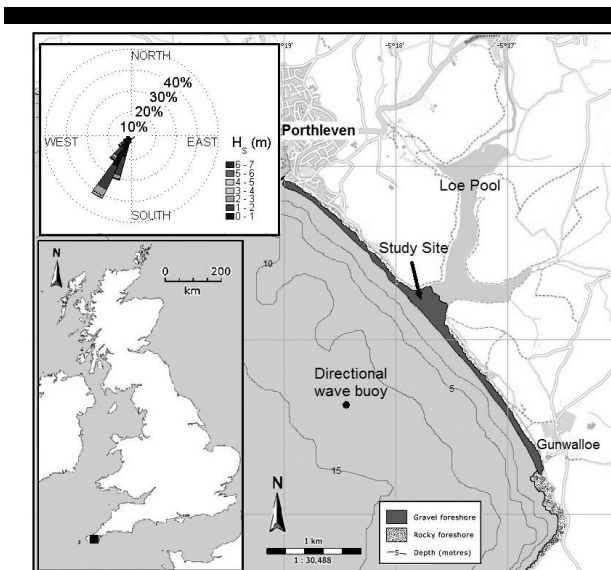 NORTH
40%
30%
20%
10%
WEST
EAST
SOUTH
Hs (m)
6 - 7
5 - 6
4 - 5
3 - 4
2 - 3
1 - 2
0 - 1
-5°18'
-5°17'
Porthleven
Loe Pool
Study Site
10
5
15
Directional
wave buoy
Gunwalloe
N
0 200
km
N
1 km
1 : 30,488
Gravel foreshore
Rocky foreshore
5 Depth (metres)